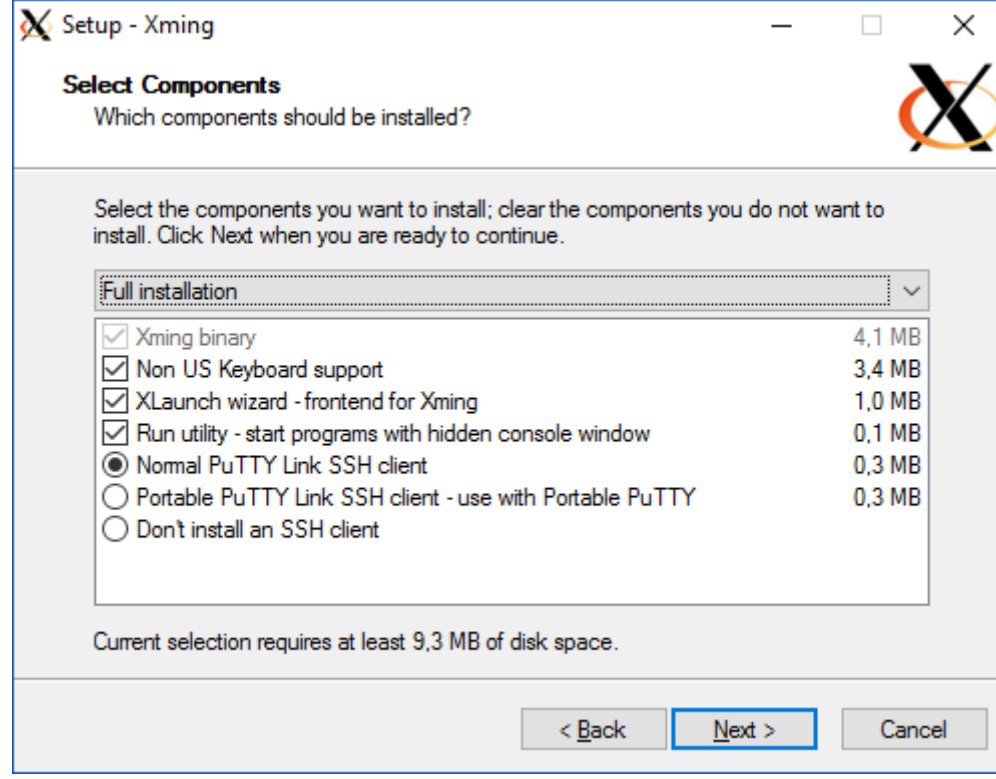 Setup - Xming
Select Components
Which components should be installed?
Select the components you want to install; clear the components you do not want to
install. Click Next when you are ready to continue.
Full installation
Xming binary 4,1 MB
Non US Keyboard support 3,4 MB
XLaunch wizard - frontend for Xming 1,0 MB
Run utility - start programs with hidden console window 0,1 MB
Normal PuTTY Link SSH client 0,3 MB
Portable PuTTY Link SSH client - use with Portable PuTTY 0,3 MB
Don't install an SSH client
Current selection requires at least 9,3 MB of disk space.
< Back Next > Cancel